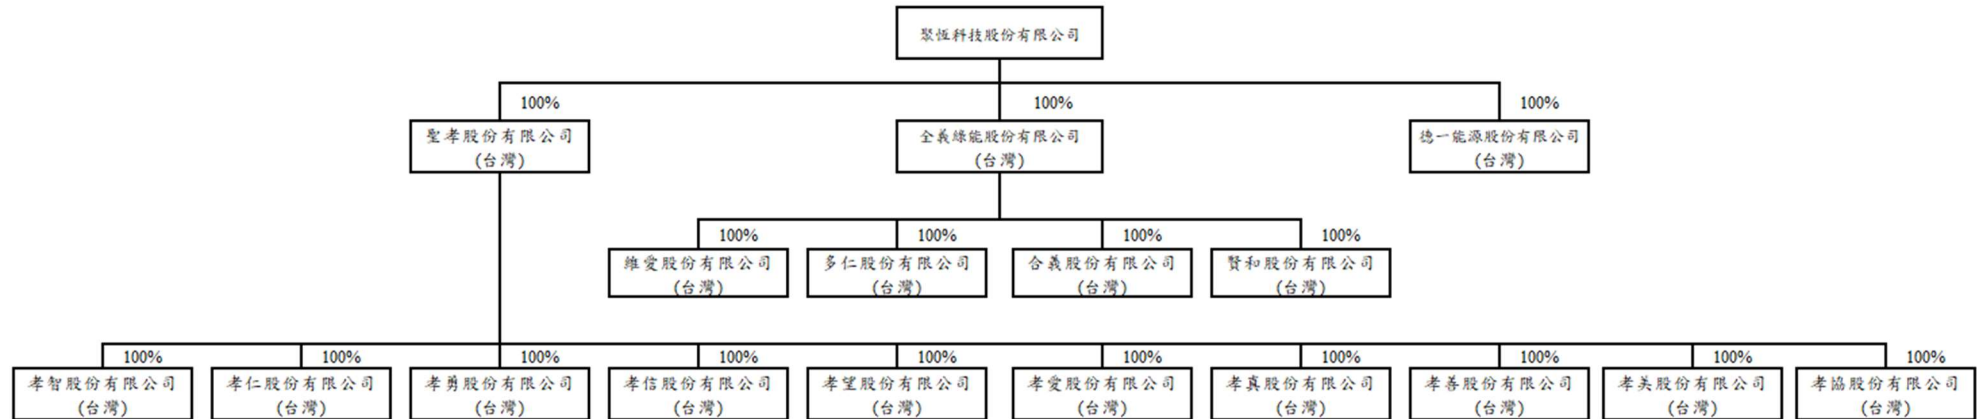 聚恆科技股份有限公司
100%
100%
100%
聖孝股份有限公司
(台灣)
全義綠能股份有限公司
(台灣)
德一能源股份有限公司
(台灣)
100%
100%
100%
100%
維愛股份有限公司
(台灣)
多仁股份有限公司
(台灣)
合義股份有限公司
(台灣)
賢和股份有限公司
(台灣)
100%
100%
100%
100%
100%
100%
100%
100%
100%
100%
孝智股份有限公司
(台灣)
孝仁股份有限公司
(台灣)
孝勇股份有限公司
(台灣)
孝信股份有限公司
(台灣)
孝望股份有限公司
(台灣)
孝愛股份有限公司
(台灣)
孝真股份有限公司
(台灣)
孝善股份有限公司
(台灣)
孝美股份有限公司
(台灣)
孝協股份有限公司
(台灣)